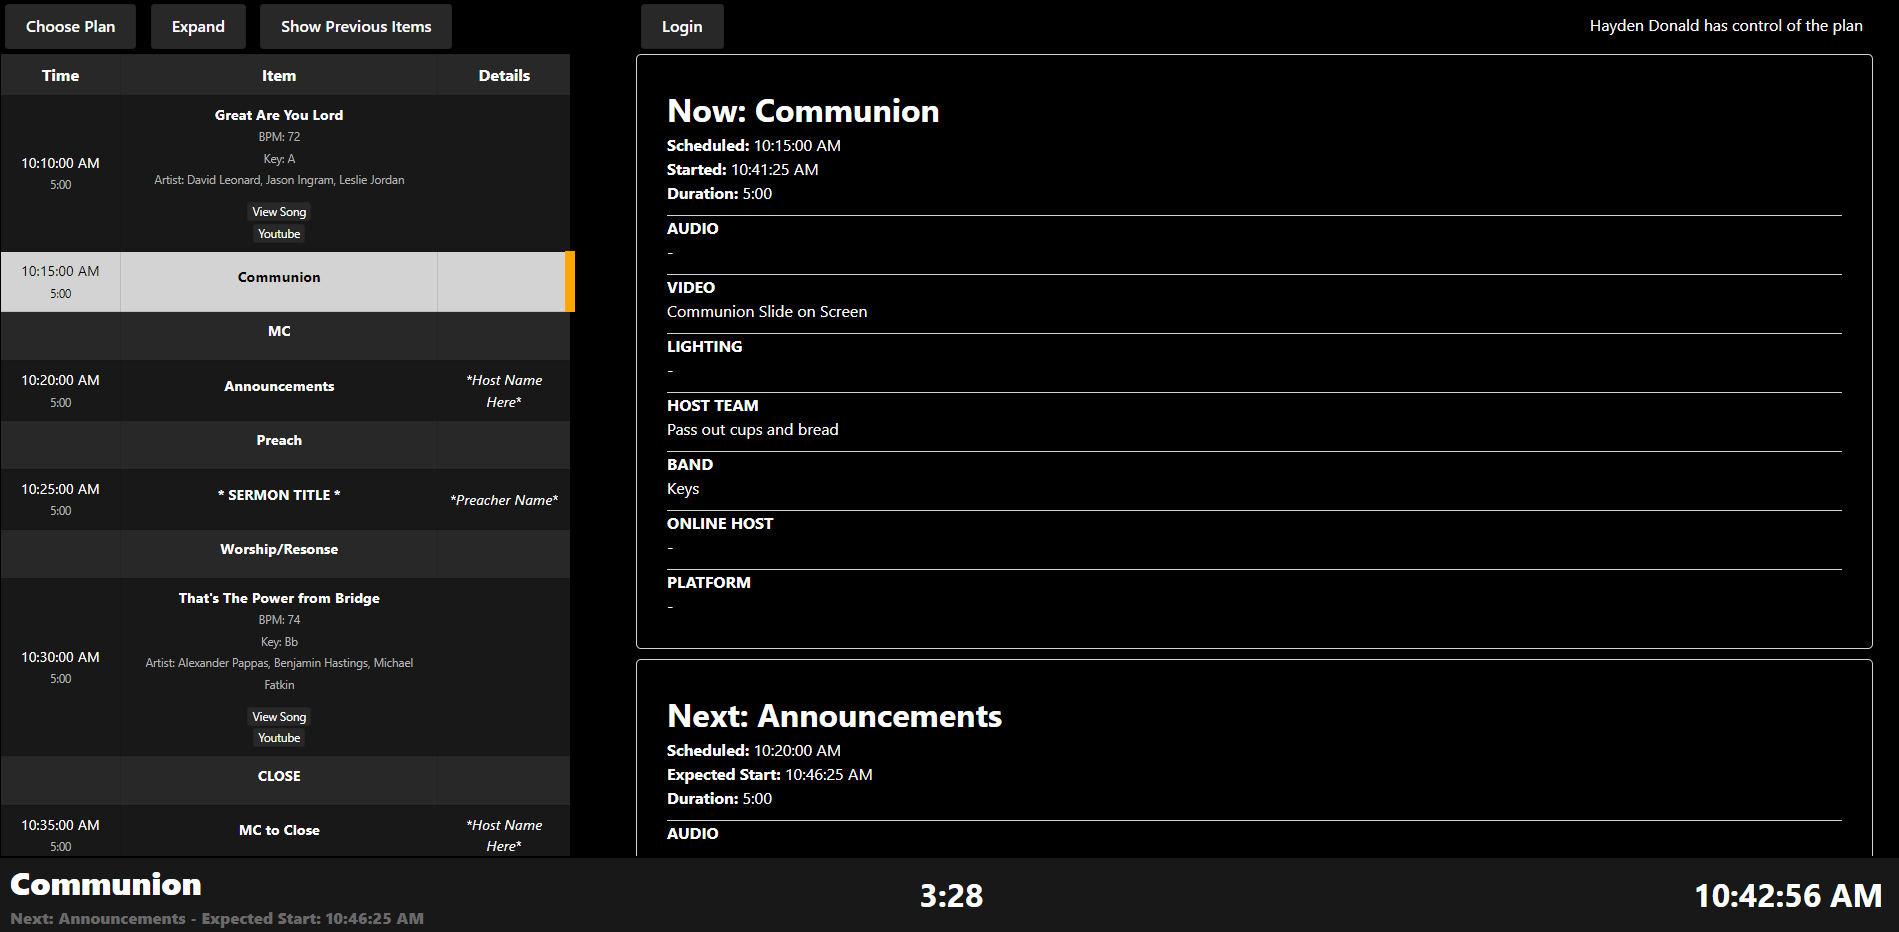 Choose Plan
Expand
Show Previous Items
Login
Hayden Donald has control of the plan
Time
Item
Details
10:10:00 AM
5:00
Great Are You Lord
BPM: 72
Key: A
Artist: David Leonard, Jason Ingram, Leslie Jordan
View Song
Youtube
10:15:00 AM
5:00
Communion
MC
10:20:00 AM
5:00
Announcements
*Host Name
Here*
Preach
10:25:00 AM
5:00
* SERMON TITLE *
*Preacher Name*
Worship/Resonse
10:30:00 AM
5:00
That's The Power from Bridge
BPM: 74
Key: Bb
Artist: Alexander Pappas, Benjamin Hastings, Michael
Fatkin
View Song
Youtube
CLOSE
10:35:00 AM
5:00
MC to Close
*Host Name
Here*
Now: Communion
Scheduled: 10:15:00 AM
Started: 10:41:25 AM
Duration: 5:00
AUDIO
-
VIDEO
Communion Slide on Screen
LIGHTING
-
HOST TEAM
Pass out cups and bread
BAND
Keys
ONLINE HOST
-
PLATFORM
-
Next: Announcements
Scheduled: 10:20:00 AM
Expected Start: 10:46:25 AM
Duration: 5:00
AUDIO
Communion
Next: Announcements - Expected Start: 10:46:25 AM
3:28
10:42:56 AM